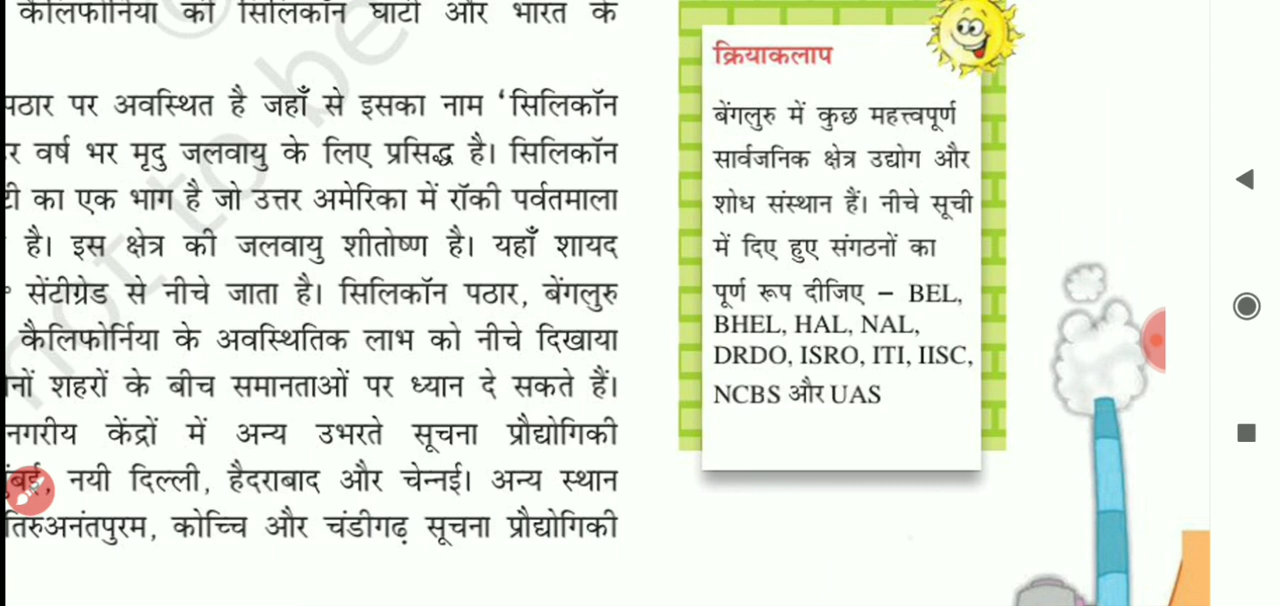 कैलिफोर्निया की सिलिकॉन घाटी और भारत के
पठार पर अवस्थित है जहाँ से इसका नाम ‘सिलिकॉन
वर्ष भर मृदु जलवायु के लिए प्रसिद्ध है। सिलिकॉन
का एक भाग है जो उत्तर अमेरिका में रॉकी पर्वतमाला
है। इस क्षेत्र की जलवायु शीतोष्ण है। यहाँ शायद
° सेंटीग्रेड से नीचे जाता है। सिलिकॉन पठार, बेंगलुरु
कैलिफोर्निया के अवस्थितिक लाभ को नीचे दिखाया
शहरों के बीच समानताओं पर ध्यान दे सकते हैं।
नगरीय केंद्रों में अन्य उभरते सूचना प्रौद्योगिकी
नयी दिल्ली, हैदराबाद और चेन्नई। अन्य स्थान
तिरुअनंतपुरम, कोच्चि और चंडीगढ़ सूचना प्रौद्योगिकी
क्रियाकलाप
बेंगलुरु में कुछ महत्त्वपूर्ण
सार्वजनिक क्षेत्र उद्योग और
शोध संस्थान हैं। नीचे सूची
में दिए हुए संगठनों का
पूर्ण रूप दीजिए – BEL,
BHEL, HAL, NAL,
DRDO, ISRO, ITI, IISC,
NCBS और UAS
not to be